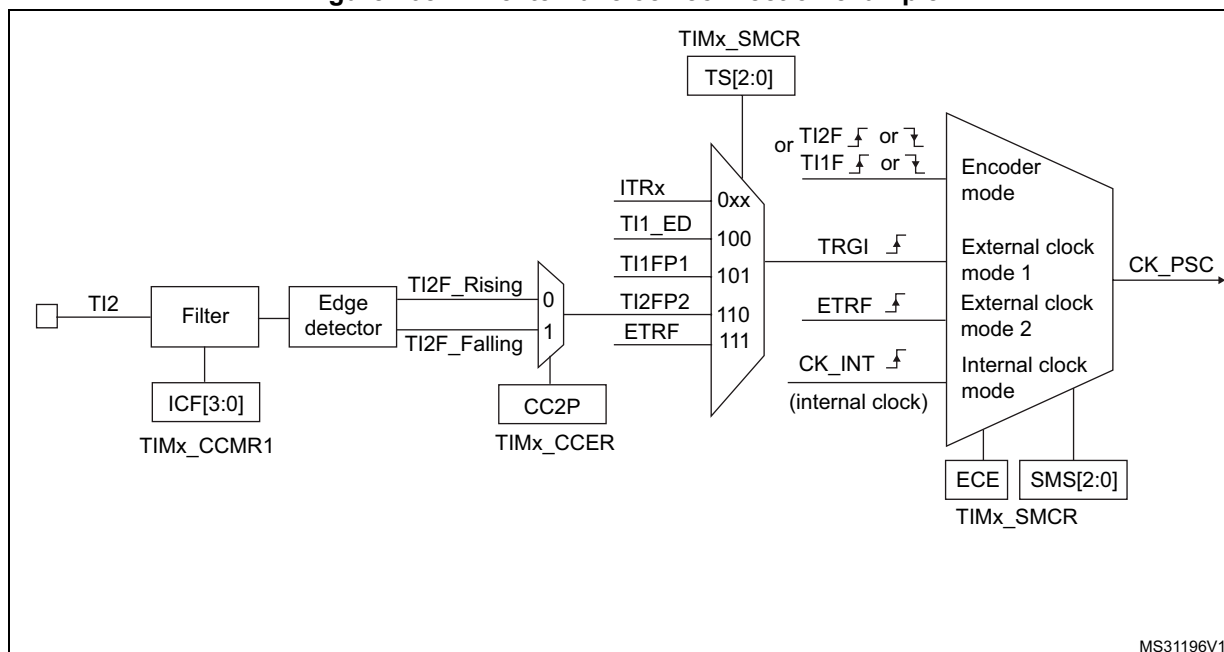 TIMx_SMCR
TS[2:0]
or TI2F or
TI1F or
Encoder
mode
ITRx
0xx
TI1_ED
100
TRGI
External clock
mode 1
CK_PSC
TI1FP1
101
TI2
Filter
Edge
detector
TI2F_Rising
0
TI2F_Falling
1
TI2FP2
110
ETRF
111
ETRF
External clock
mode 2
CK_INT
(internal clock)
Internal clock
mode
ICF[3:0]
TIMx_CCMR1
CC2P
TIMx_CCER
ECE
SMS[2:0]
TIMx_SMCR
MS31196V1